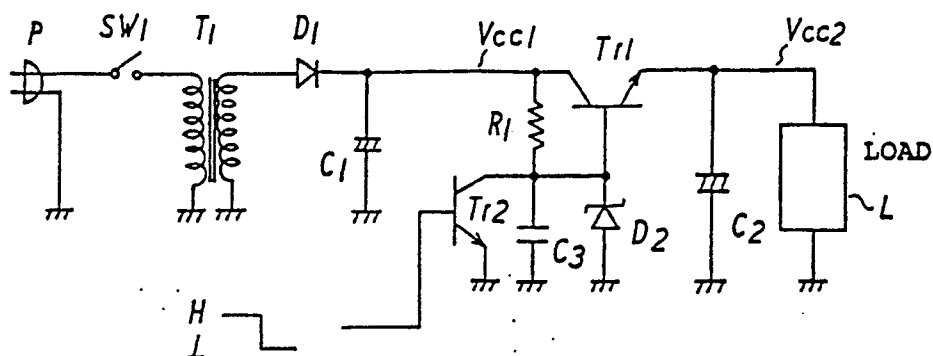 P SW1 T1 D1 Vcc1 Tr1 Vcc2
R1
C1
LOAD
L
Tr2
C3
D2
C2
H
L